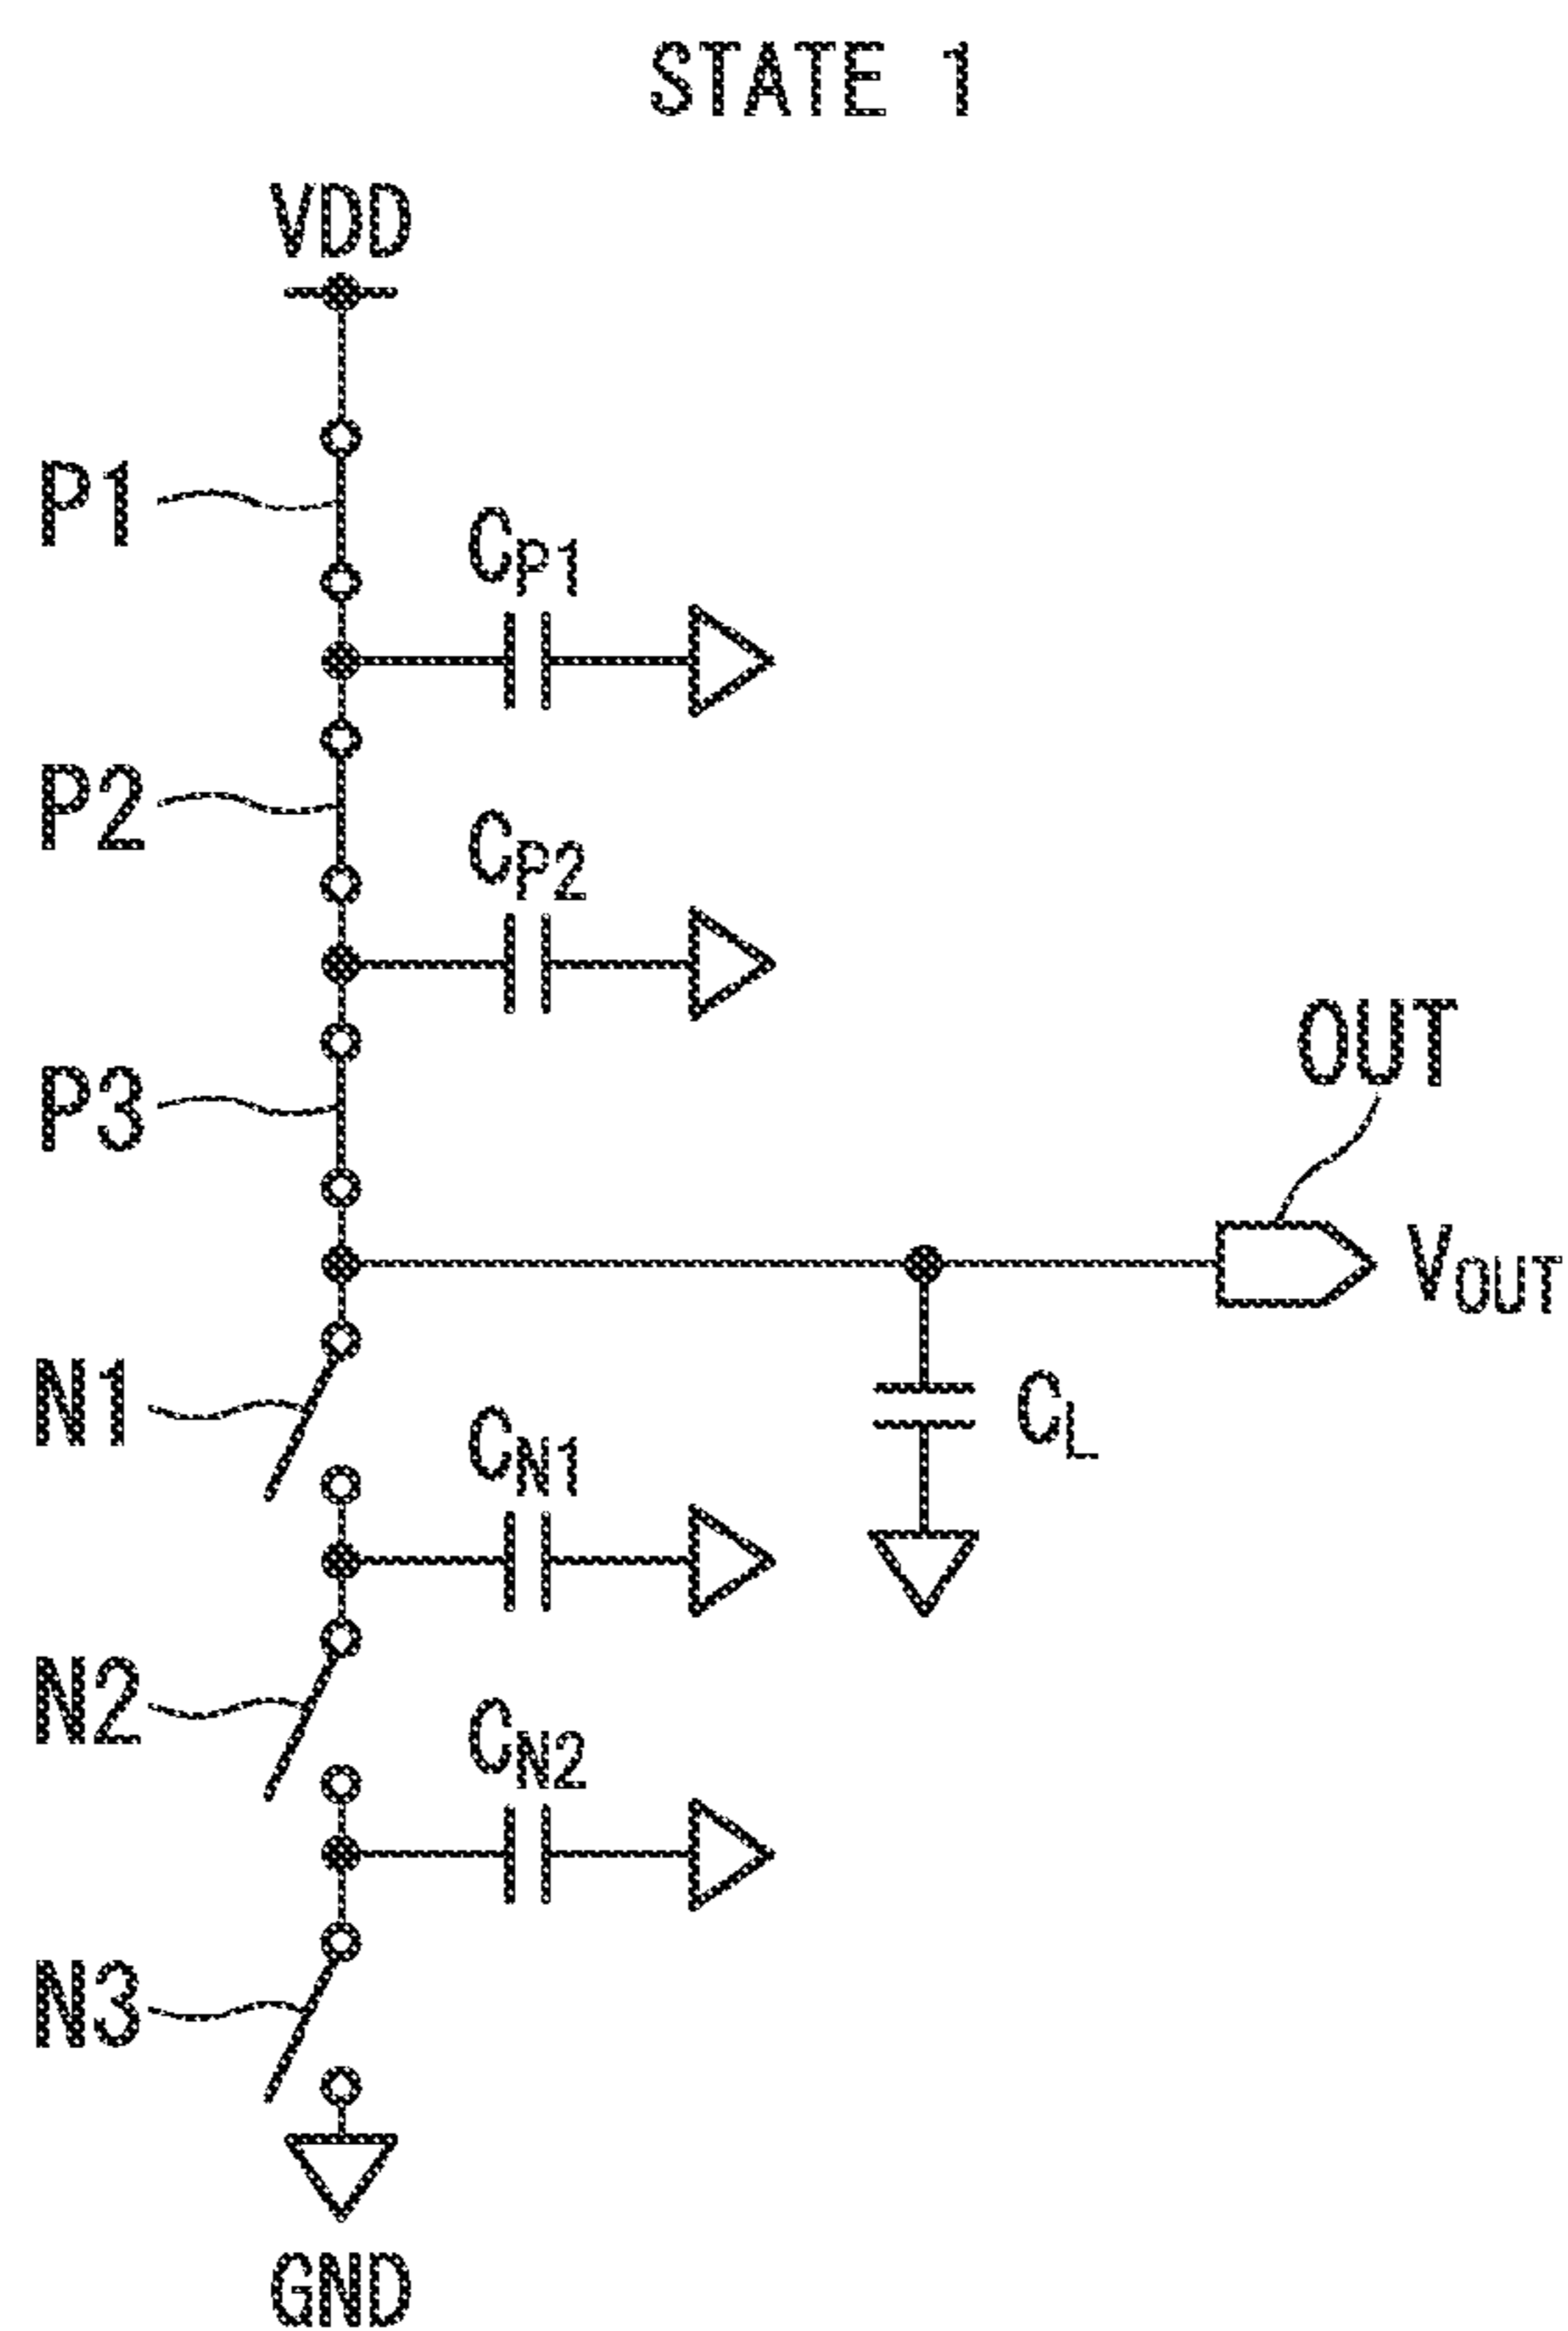 STATE 1
VDD
P1
CP1
P2
CP2
OUT
P3
VOUT
N1
CL
CN1
N2
CN2
N3
GND